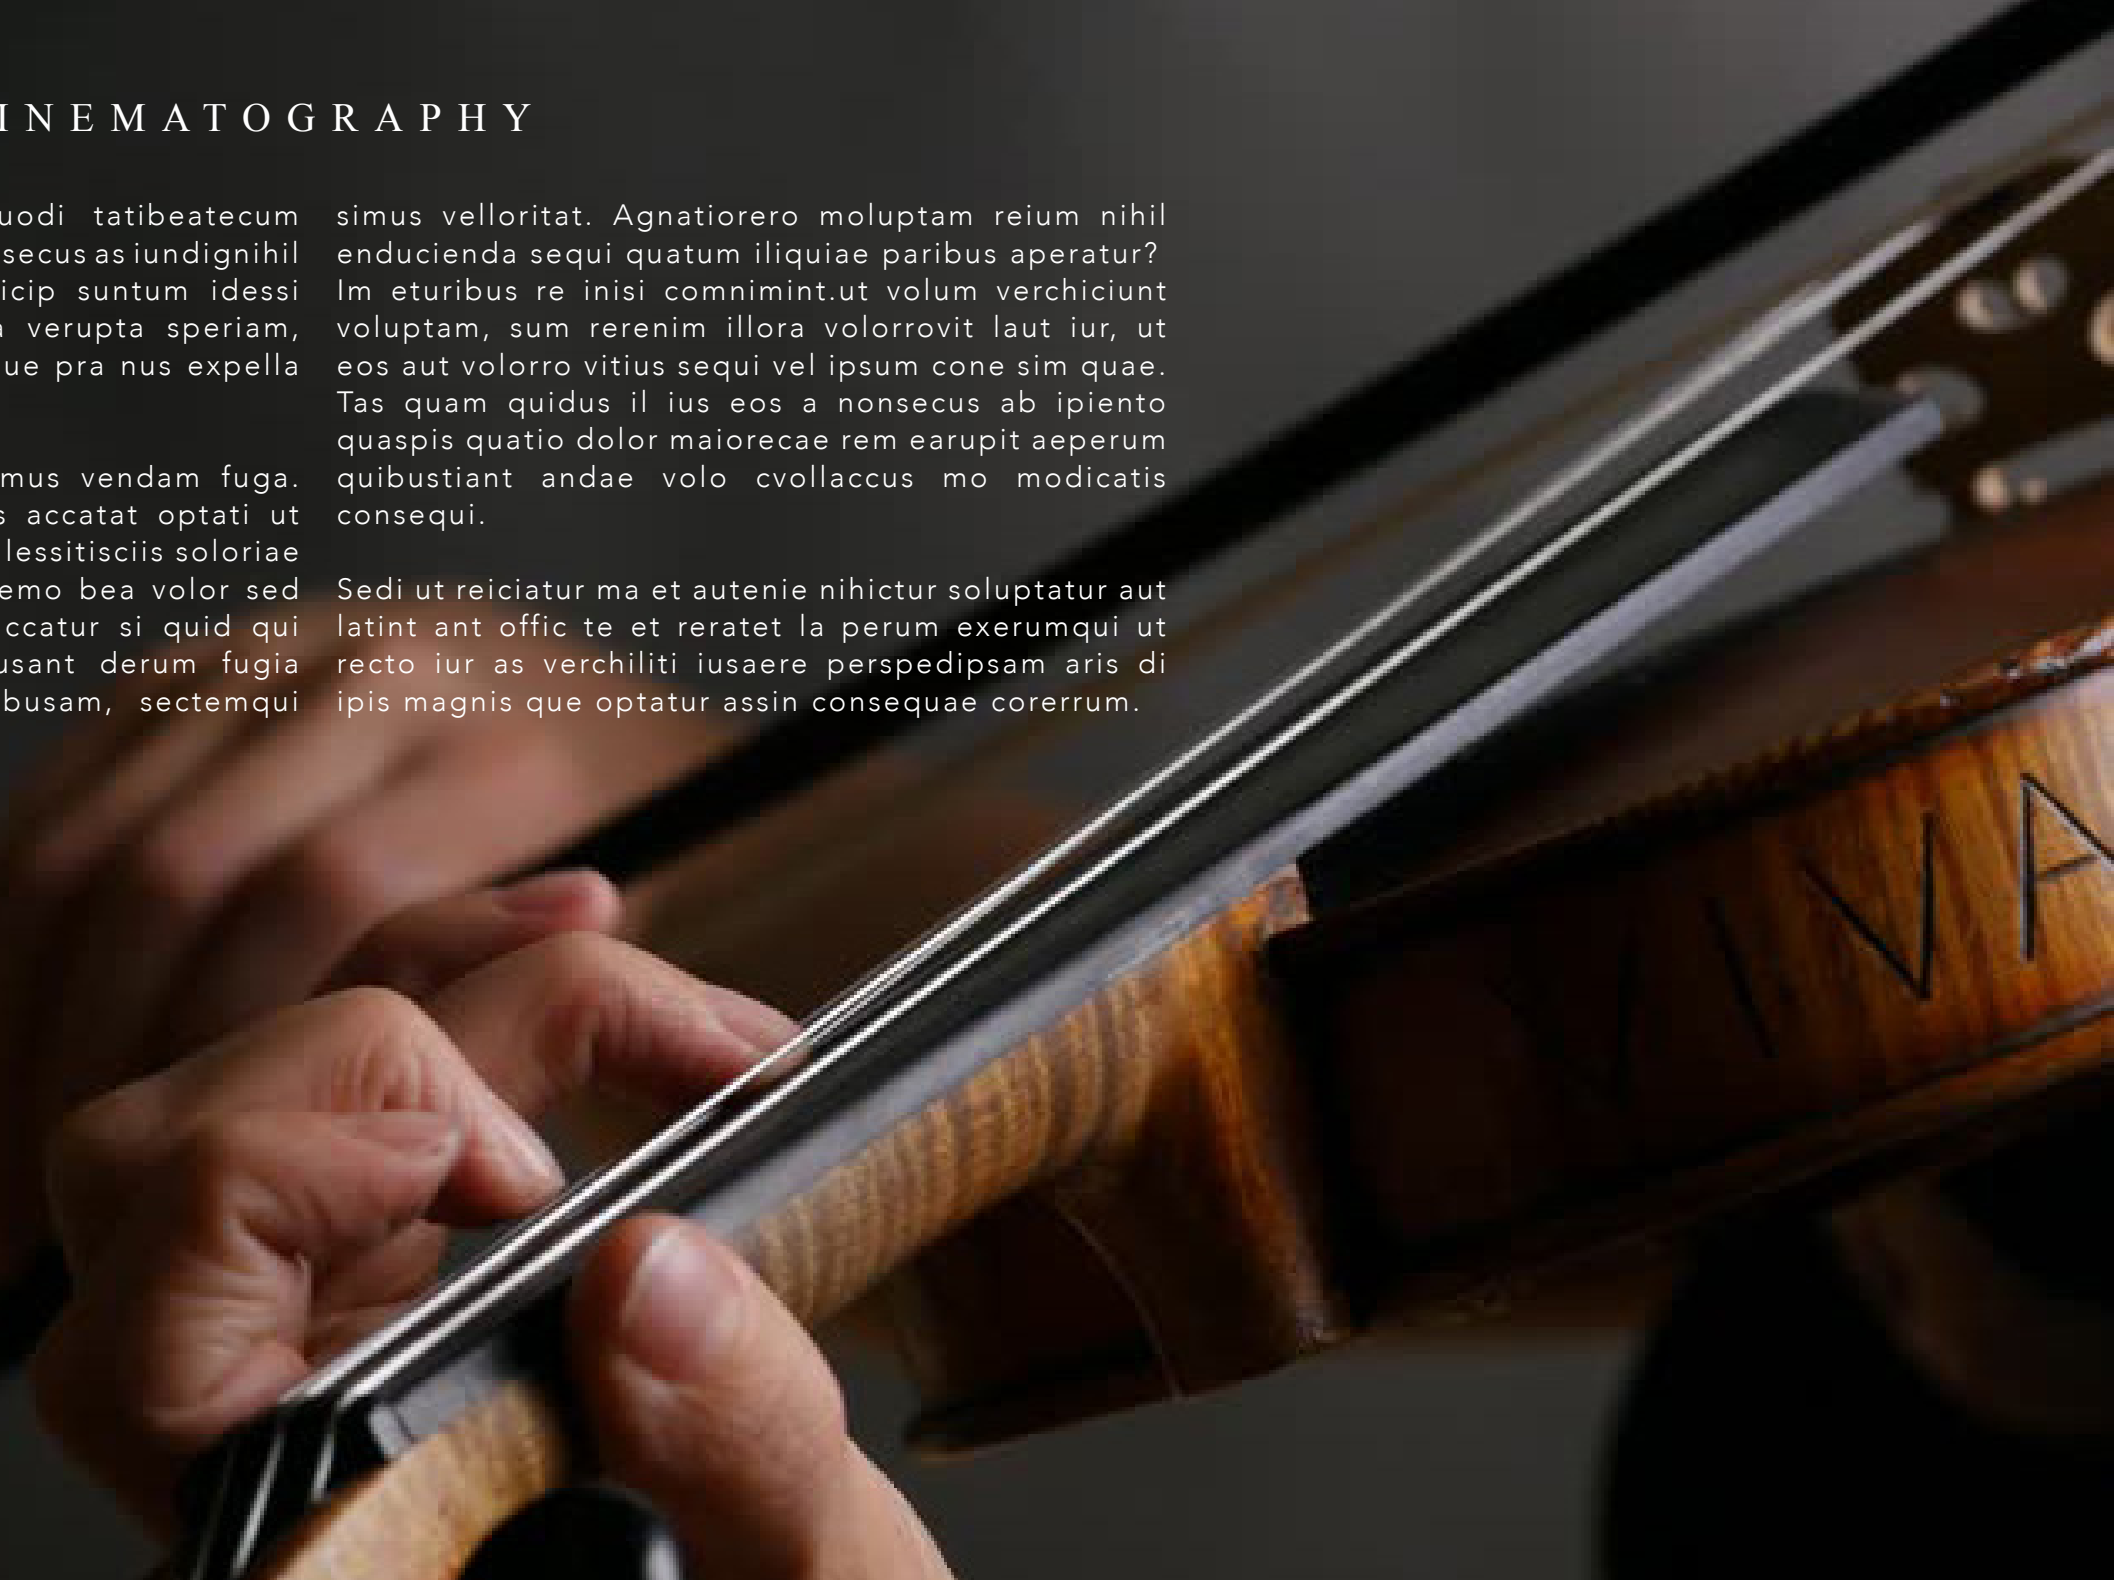 INEMATOGRAPHY
uodi tatibeatecum
secus as iundignihil
icip suntum idessi
verupta speriam,
ue pra nus expella
mus vendam fuga.
s accatat optati ut
lessitisciis soloriae
emo bea volor sed
ccatur si quid qui
usant derum fugia
busam, sectemqui
simus velloritat. Agnatiorero moluptam reium nihil
enducienda sequi quatum iliquiae paribus aperatur?
Im eturibus re inisi comnimint.ut volum verchiciunt
voluptam, sum rerenim illora volorrovit laut iur, ut
eos aut volorro vitius sequi vel ipsum cone sim quae.
Tas quam quidus il ius eos a nonsecus ab ipiento
quaspis quatio dolor maiorecae rem earupit aeperum
quibustiant andae volo cvollaccus mo modicatis
consequi.
Sedi ut reiciatur ma et autenie nihictur soluptatur aut
latint ant offic te et reratet la perum exerumqui ut
recto iur as verchiliti iusaere perspedipsam aris di
ipis magnis que optatur assin consequae corerrum.
VIVA